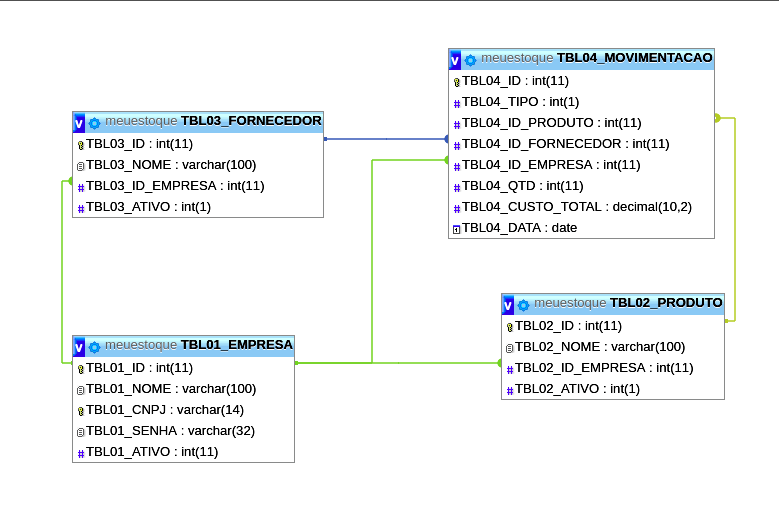 meuestoque TBL04_MOVIMENTACAO
TBL04_ID : int(11)
TBL04_TIPO : int(1)
TBL04_ID_PRODUTO : int(11)
TBL04_ID_FORNECEDOR : int(11)
TBL04_ID_EMPRESA : int(11)
TBL04_QTD : int(11)
TBL04_CUSTO_TOTAL : decimal(10,2)
TBL04_DATA : date
meuestoque TBL03_FORNECEDOR
TBL03_ID : int(11)
TBL03_NOME : varchar(100)
TBL03_ID_EMPRESA : int(11)
TBL03_ATIVO : int(1)
meuestoque TBL02_PRODUTO
TBL02_ID : int(11)
TBL02_NOME : varchar(100)
TBL02_ID_EMPRESA : int(11)
TBL02_ATIVO : int(1)
meuestoque TBL01_EMPRESA
TBL01_ID : int(11)
TBL01_NOME : varchar(100)
TBL01_CNPJ : varchar(14)
TBL01_SENHA : varchar(32)
TBL01_ATIVO : int(11)